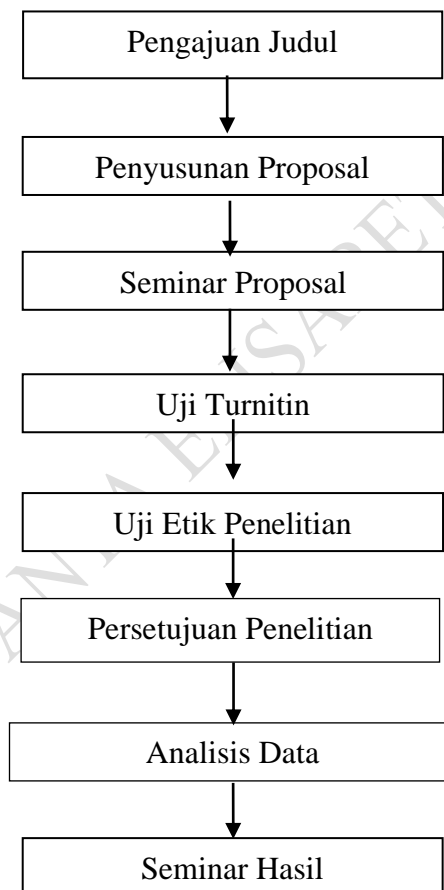 Pengajuan Judul
Penyusunan Proposal
Seminar Proposal
Uji Turnitin
Uji Etik Penelitian
Persetujuan Penelitian
Analisis Data
Seminar Hasil